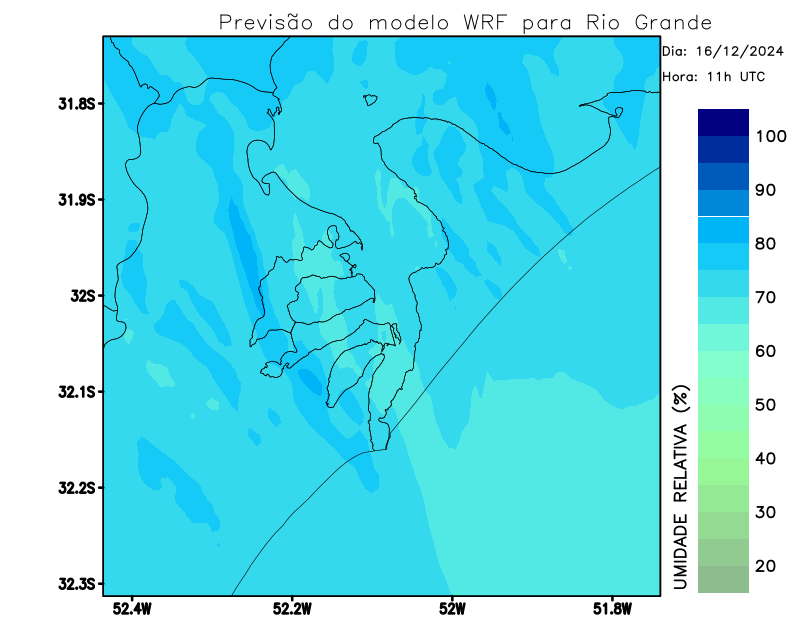 Previsão do modelo WRF para Rio Grande
Dia: 16/12/2024
Hora: 11h UTC
31.8S
31.9S
32S
32.1S
32.2S
32.3S
52.4W
52.2W
52W
51.8W
100
90
80
70
60
50
40
30
20
UMIDADE RELATIVA (%)